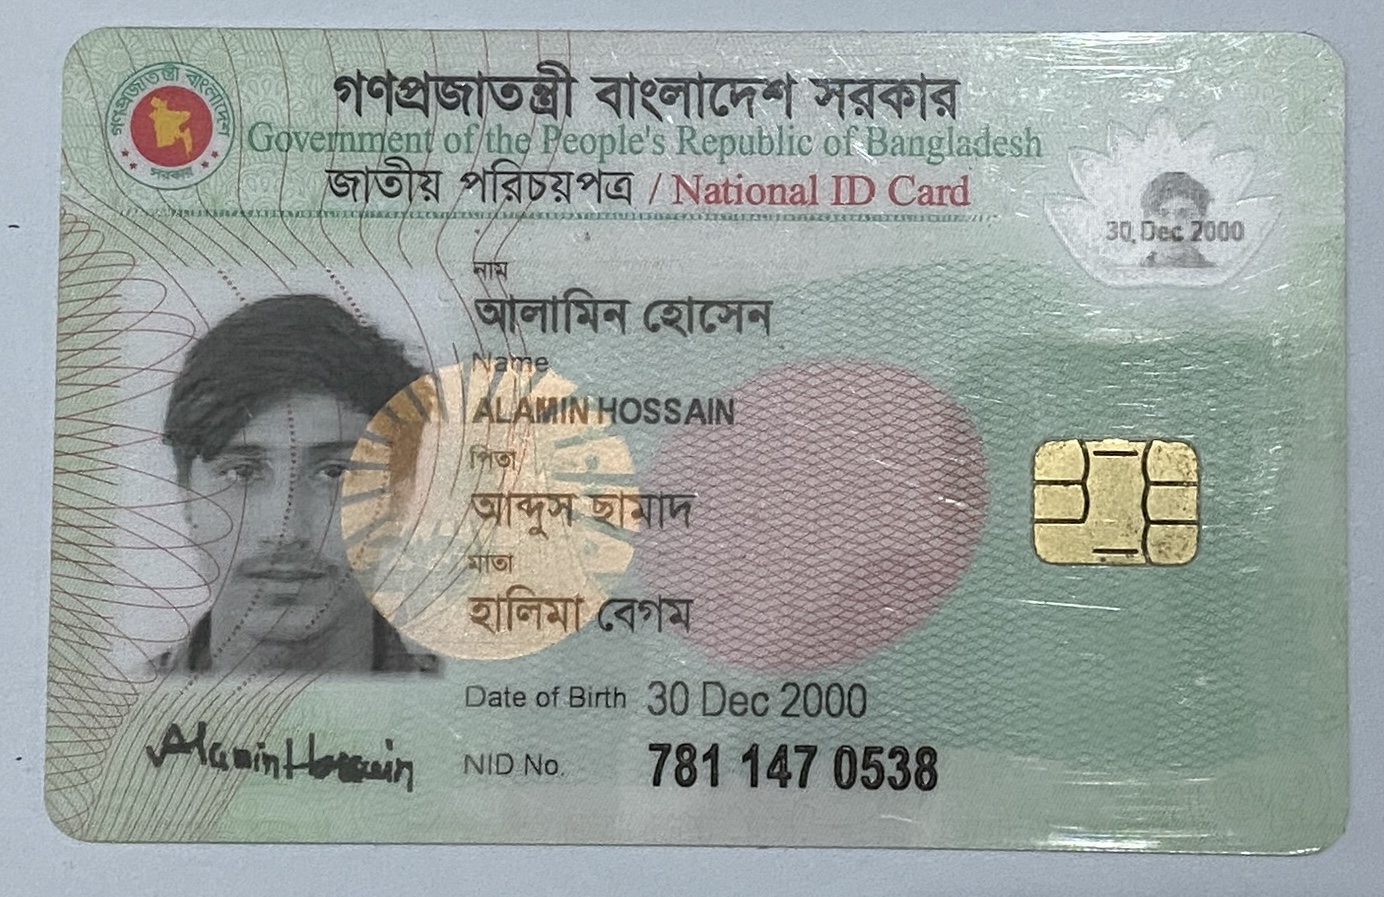 গণপ্রজাতন্ত্রী বাংলাদেশ সরকার
Government of the People's Republic of Bangladesh
জাতীয় পরিচয়পত্র / National ID Card
গণপ্রজাতন্ত্রী বাংলাদেশ
সরকার
30 Dec 2000
নাম
আলামিন হোসেন
Name
ALAMIN HOSSAIN
পিতা
আব্দুস ছামাদ
মাতা
হালিমা বেগম
Date of Birth 30 Dec 2000
Alamin Hossain
NID No. 781 147 0538